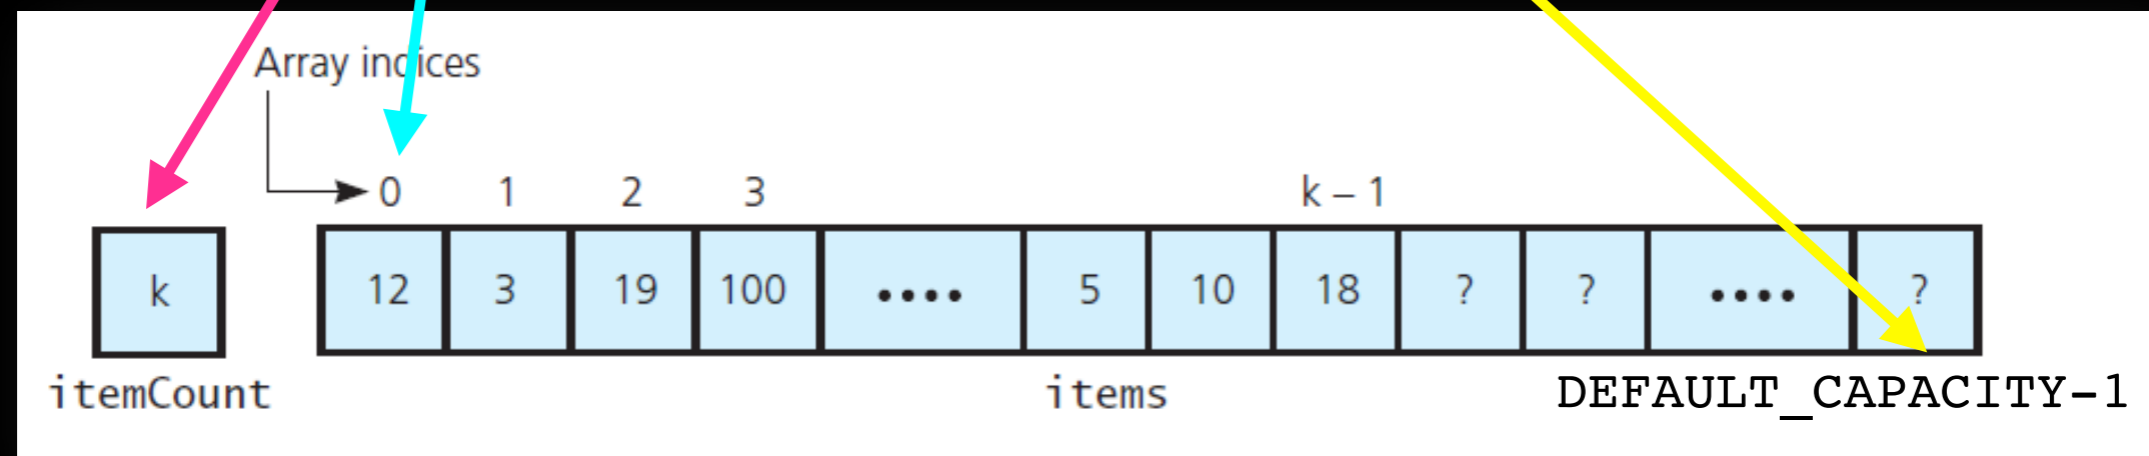 Array indices
0 1 2 3 k – 1
k 12 3 19 100 •••• 5 10 18 ? ? •••• ?
itemCount items DEFAULT_CAPACITY-1